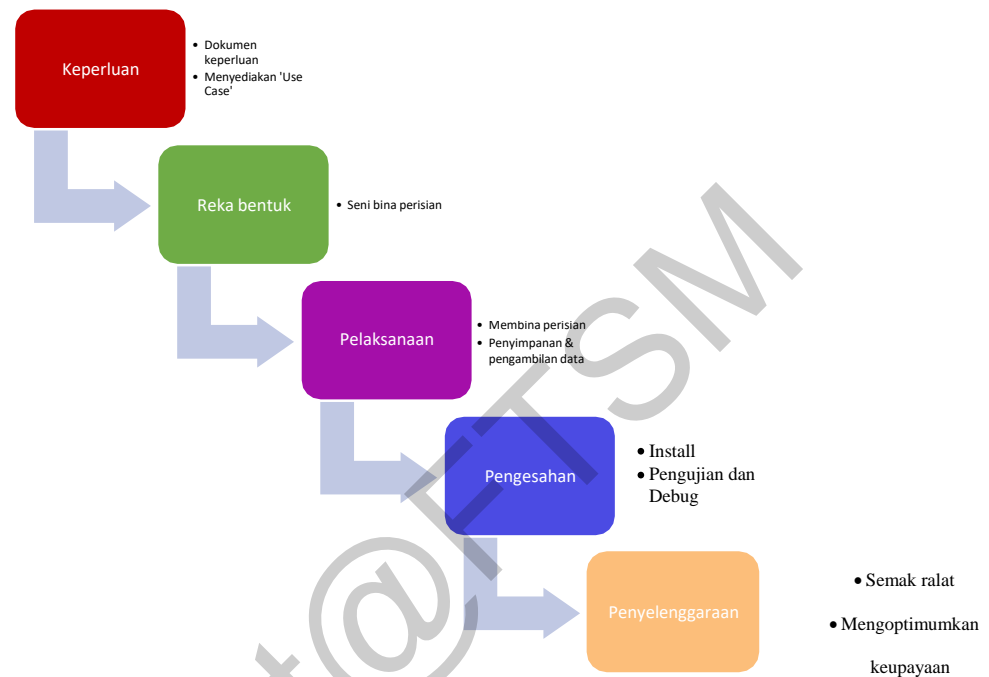 Keperluan
• Dokumen
keperluan
• Menyediakan 'Use
Case'
Reka bentuk
• Seni bina perisian
Pelaksanaan
• Membina perisian
• Penyimpanan &
pengambilan data
Pengesahan
• Install
• Pengujian dan
Debug
Penyelenggaraan
• Semak ralat
• Mengoptimumkan
keupayaan
t@FTSM